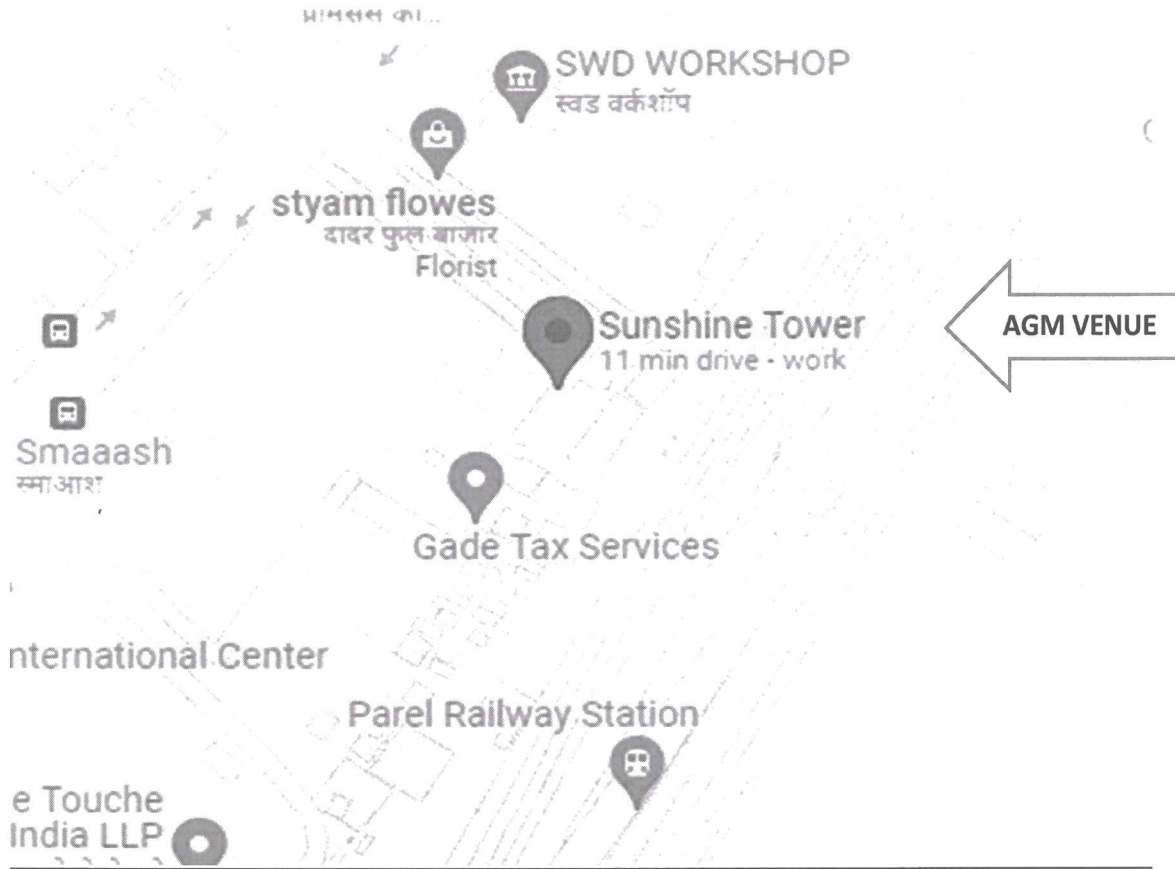 SWD WORKSHOP
स्वड वर्कशॉप
styam flowes
दादर फुल बाज़ार
Florist
Sunshine Tower
11 min drive - work
AGM VENUE
Smaaash
स्माआश
Gade Tax Services
nternational Center
Parel Railway Station
e Touche
India LLP